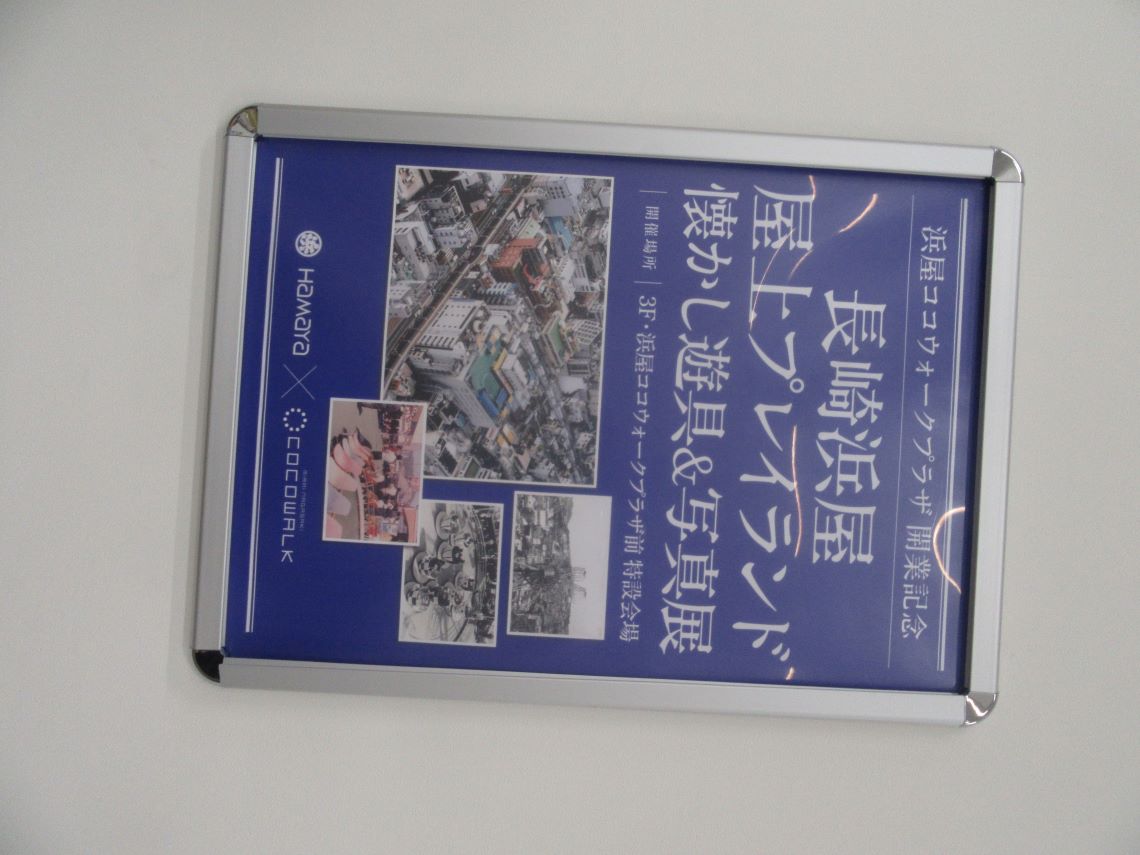 浜屋ココウォークプラザ 開業記念
長崎浜屋
屋上プレイランド
懐かし遊具&写真展
開催場所 3F・浜屋ココウォークプラザ前 特設会場
HAMAYA × COCOWALK